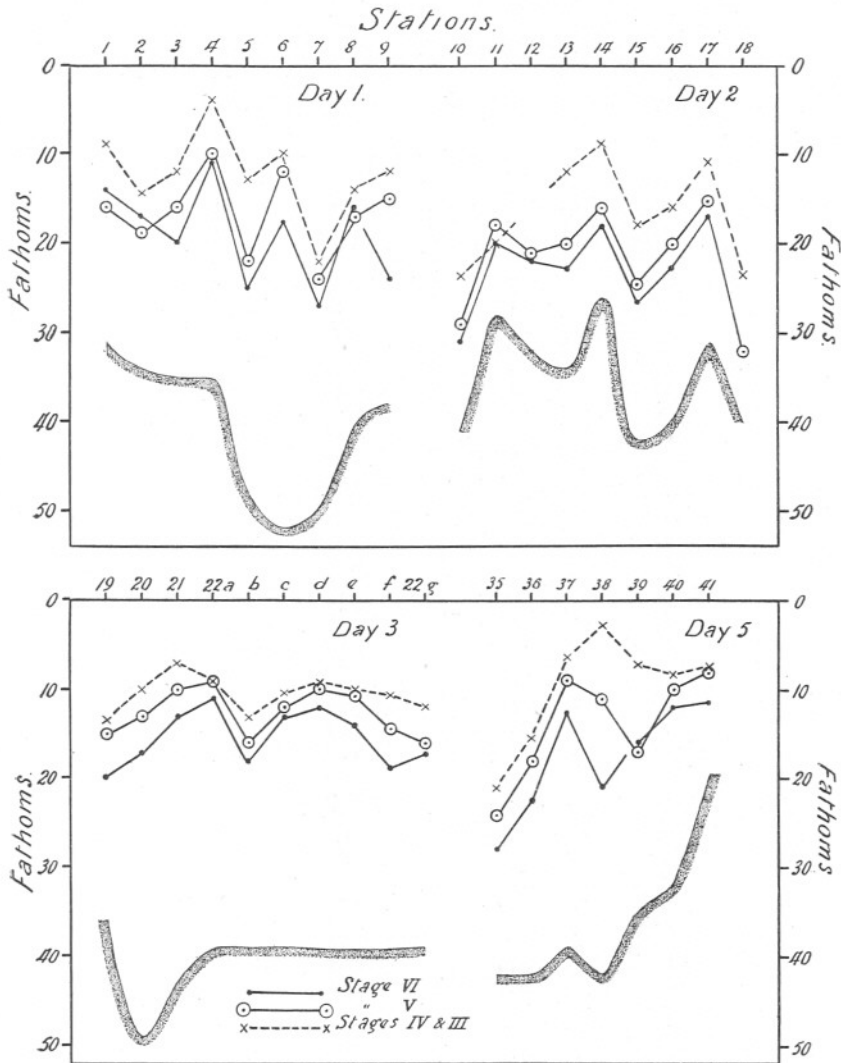 Stations.
1 2 3 4 5 6 7 8 9 10 11 12 13 14 15 16 17 18
0 0
Day 1. Day 2
10 10
20 20
Fathoms. Fathoms.
30 30
40 40
50 50
19 20 21 22a b c d e f 22g 35 36 37 38 39 40 41
0 0
Day 3 Day 5
10 10
20 20
Fathoms. Fathoms
30 30
40 40
Stage VI
" V
Stages IV & III
50 50